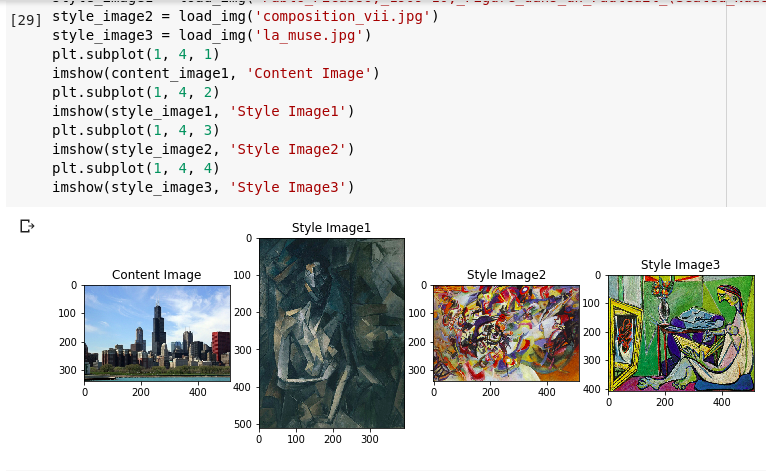 [29] style_image2 = load_img('composition_vii.jpg')
style_image3 = load_img('la_muse.jpg')
plt.subplot(1, 4, 1)
imshow(content_image1, 'Content Image')
plt.subplot(1, 4, 2)
imshow(style_image1, 'Style Image1')
plt.subplot(1, 4, 3)
imshow(style_image2, 'Style Image2')
plt.subplot(1, 4, 4)
imshow(style_image3, 'Style Image3')
Content Image
0
100
200
300
0 200 400
Style Image1
0
100
200
300
400
500
0 100 200 300
Style Image2
0
100
200
300
0 200 400
Style Image3
0
100
200
300
400
0 200 400